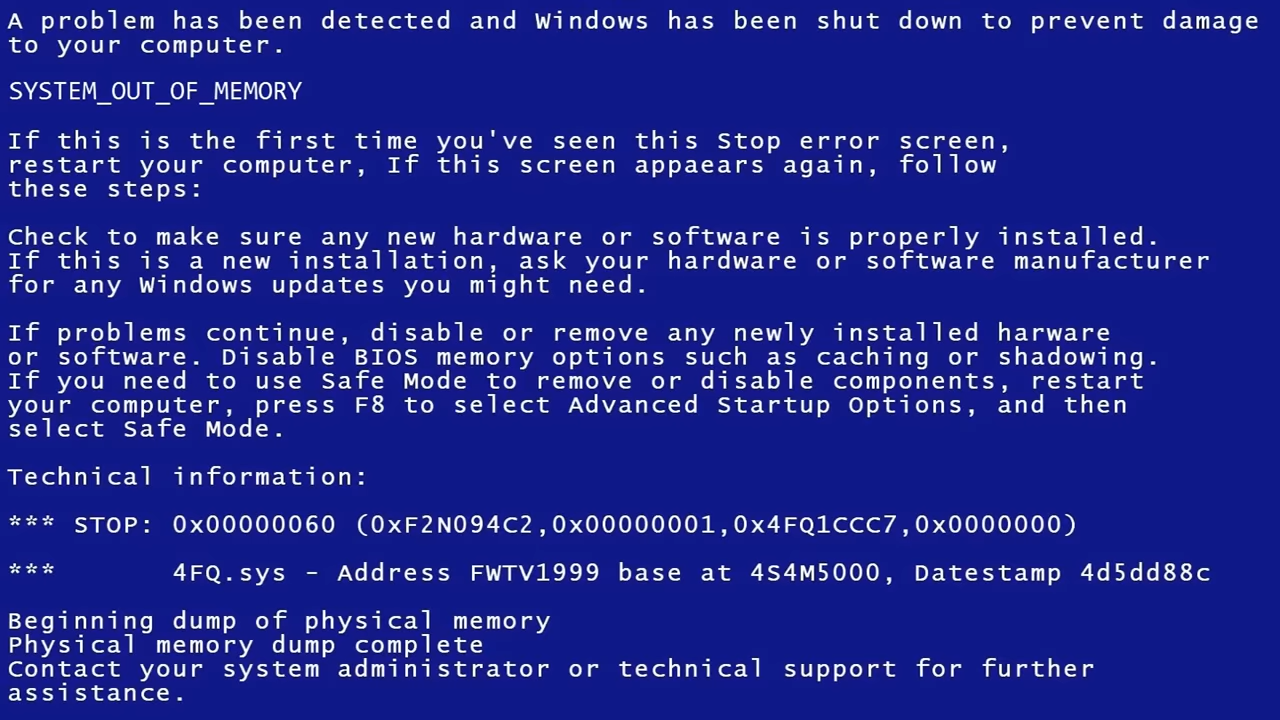 A problem has been detected and Windows has been shut down to prevent damage
to your computer.
SYSTEM_OUT_OF_MEMORY
If this is the first time you've seen this Stop error screen,
restart your computer, If this screen appaears again, follow
these steps:
Check to make sure any new hardware or software is properly installed.
If this is a new installation, ask your hardware or software manufacturer
for any Windows updates you might need.
If problems continue, disable or remove any newly installed harware
or software. Disable BIOS memory options such as caching or shadowing.
If you need to use Safe Mode to remove or disable components, restart
your computer, press F8 to select Advanced Startup Options, and then
select Safe Mode.
Technical information:
*** STOP: 0x00000060 (0xF2N094C2,0x00000001,0x4FQ1CCC7,0x0000000)
*** 4FQ.sys – Address FWTV1999 base at 4S4M5000, Datestamp 4d5dd88c
Beginning dump of physical memory
Physical memory dump complete
Contact your system administrator or technical support for further
assistance.